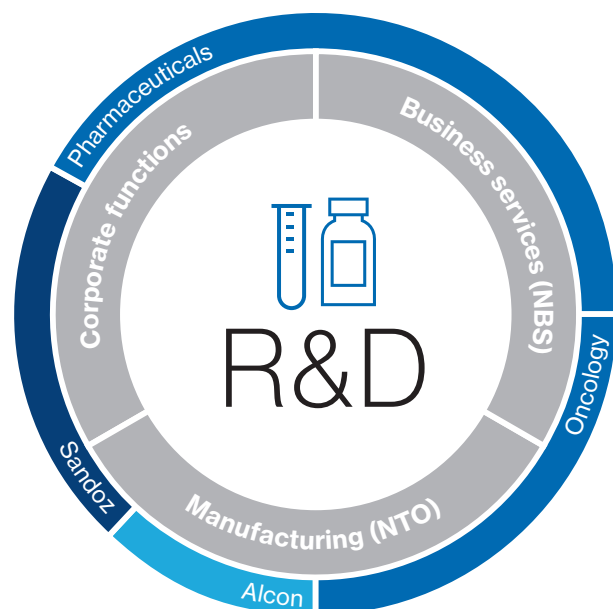 Pharmaceuticals
Corporate functions
Business services (NBS)
R&D
Oncology
Sandoz
Manufacturing (NTO)
Alcon